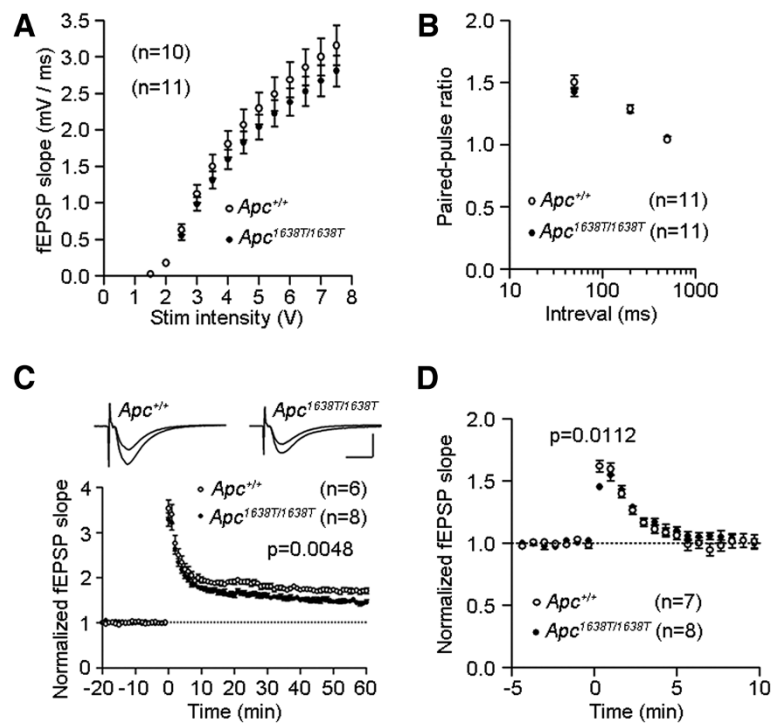 A
fEPSP slope (mV / ms)
3.5
3.0
2.5
2.0
1.5
1.0
0.5
0.0
(n=10)
(n=11)
Apc+/+
Apc1638T/1638T
0 1 2 3 4 5 6 7 8
Stim intensity (V)
B
Paired-pulse ratio
2.0
1.5
1.0
0.5
0.0
Apc+/+ (n=11)
Apc1638T/1638T (n=11)
10 100 1000
Intreval (ms)
C
Apc+/+ Apc1638T/1638T
Normalized fEPSP slope
4
3
2
1
0
Apc+/+ (n=6)
Apc1638T/1638T (n=8)
p=0.0048
-20 -10 0 10 20 30 40 50 60
Time (min)
D
Normalized fEPSP slope
2.0
1.5
1.0
0.5
0.0
p=0.0112
Apc+/+ (n=7)
Apc1638T/1638T (n=8)
-5 0 5 10
Time (min)